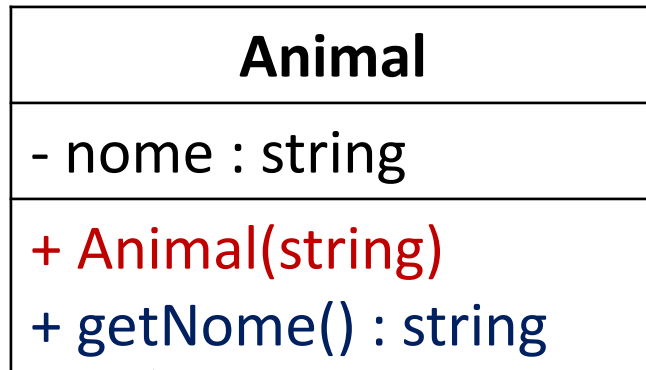 Animal
- nome : string
+ Animal(string)
+ getNome() : string